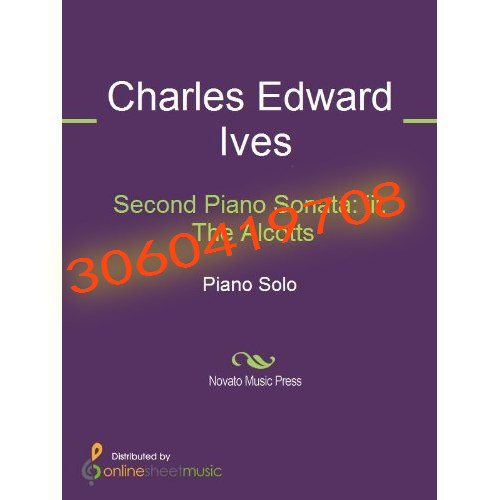 Charles Edward
Ives
Second Piano Sonata: iii.
The Alcotts
3060419708
Piano Solo
Novato Music Press
Distributed by
onlinesheetmusic